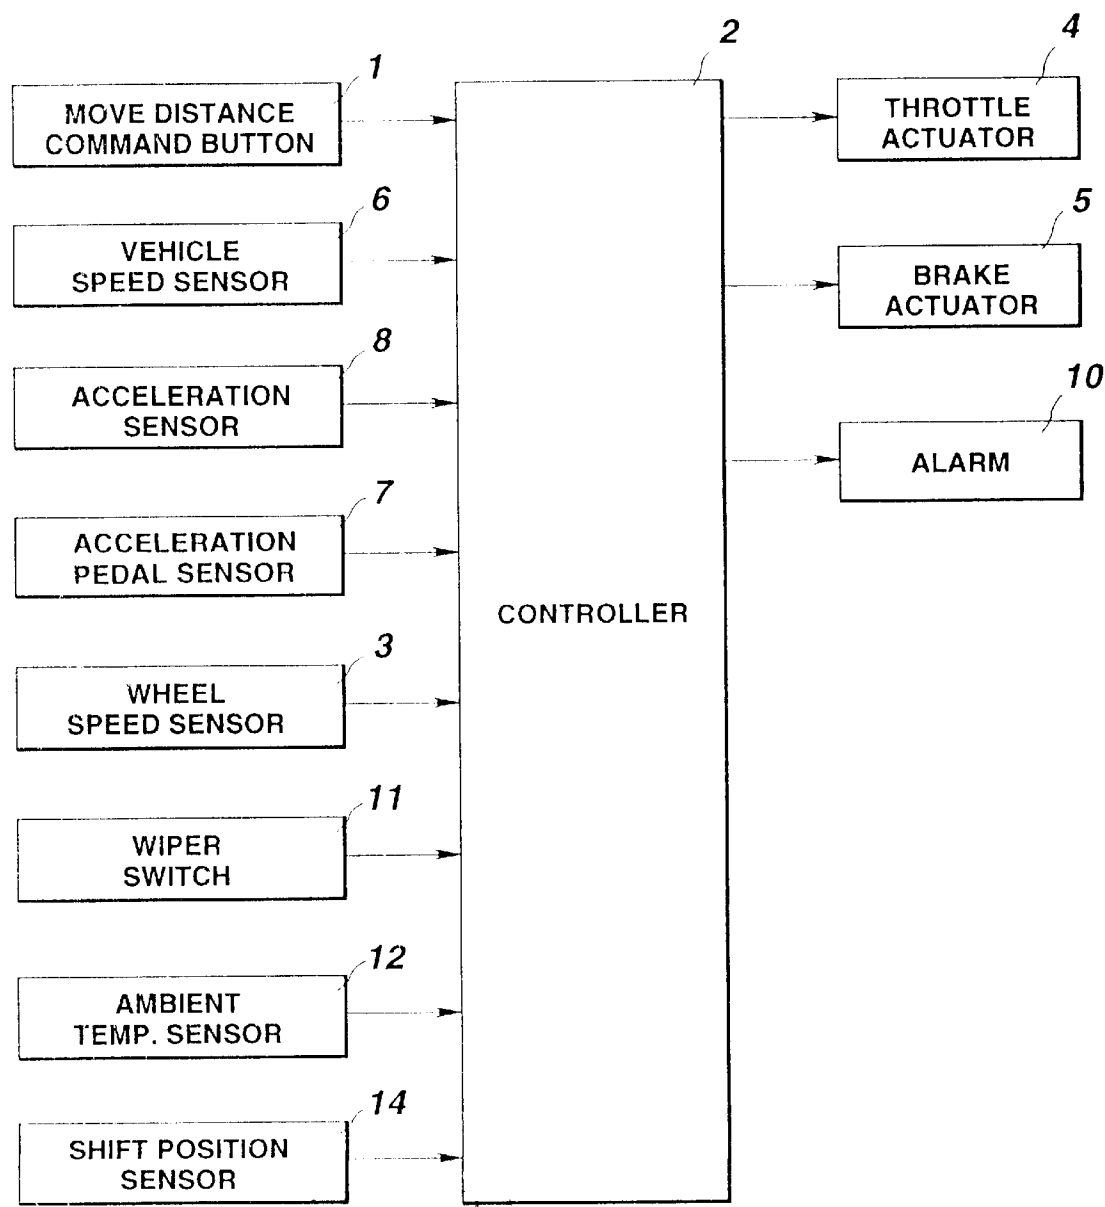 1
MOVE DISTANCE
COMMAND BUTTON
6
VEHICLE
SPEED SENSOR
8
ACCELERATION
SENSOR
7
ACCELERATION
PEDAL SENSOR
3
WHEEL
SPEED SENSOR
11
WIPER
SWITCH
12
AMBIENT
TEMP. SENSOR
14
SHIFT POSITION
SENSOR
2
CONTROLLER
4
THROTTLE
ACTUATOR
5
BRAKE
ACTUATOR
10
ALARM